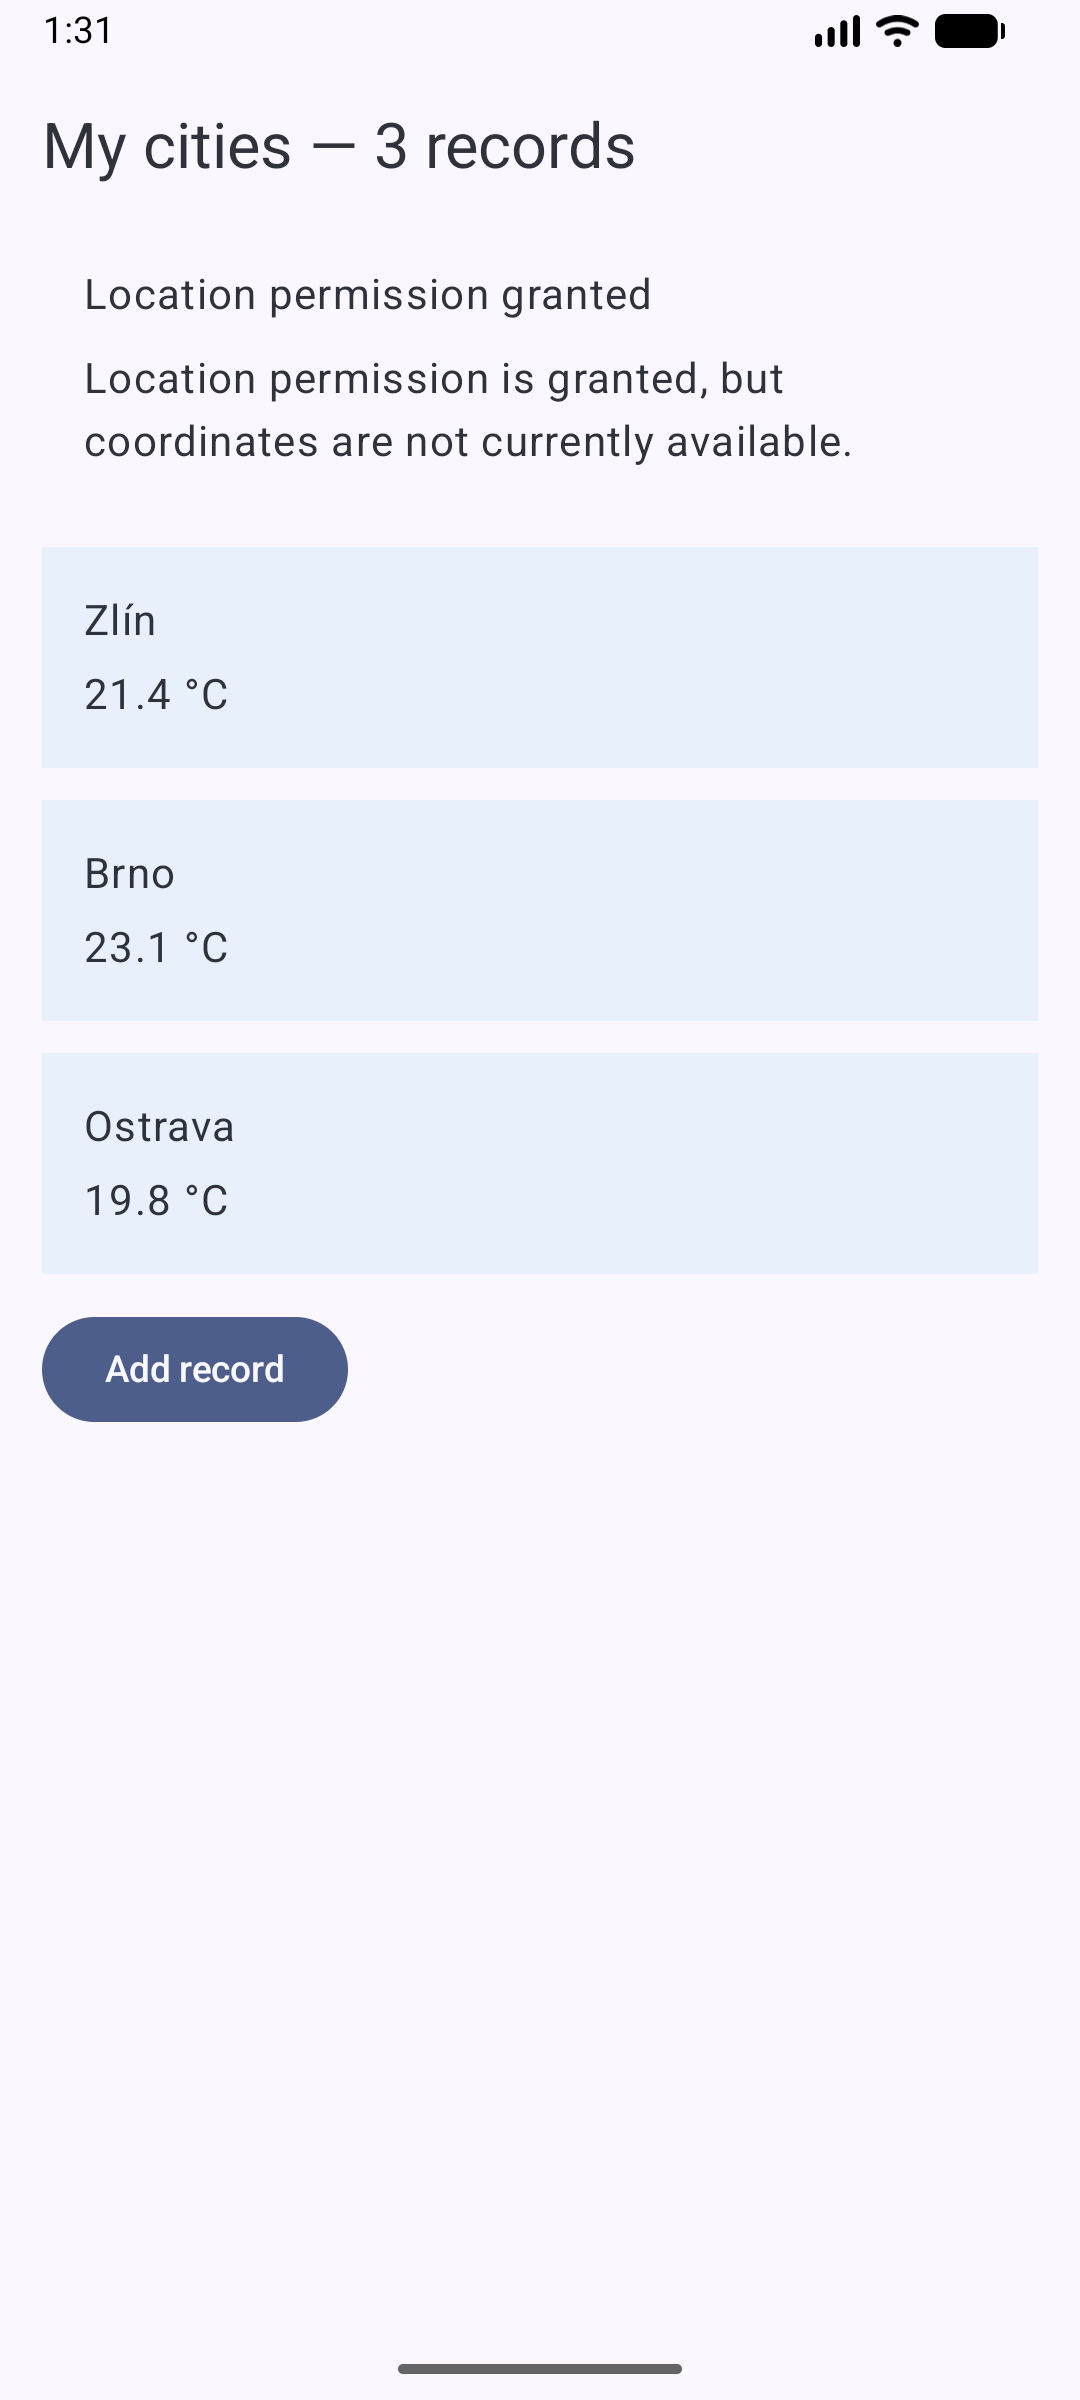 1:31
My cities — 3 records
Location permission granted
Location permission is granted, but
coordinates are not currently available.
Zlín
21.4 °C
Brno
23.1 °C
Ostrava
19.8 °C
Add record